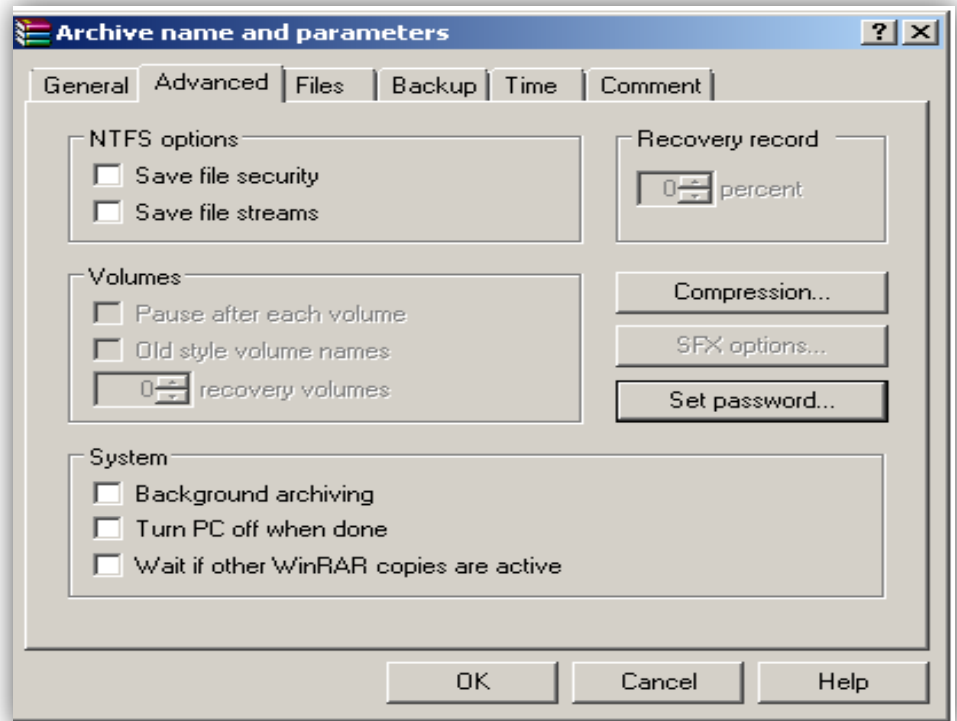 Archive name and parameters
General Advanced Files Backup Time Comment
NTFS options
Save file security
Save file streams
Recovery record
0 percent
Volumes
Pause after each volume
Old style volume names
0 recovery volumes
Compression...
SFX options...
Set password...
System
Background archiving
Turn PC off when done
Wait if other WinRAR copies are active
OK Cancel Help